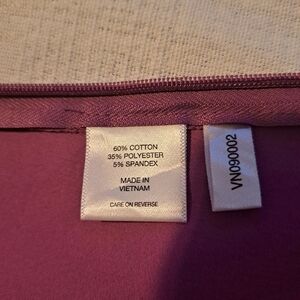 60% COTTON
35% POLYESTER
5% SPANDEX
MADE IN
VIETNAM
CARE ON REVERSE
VN090002